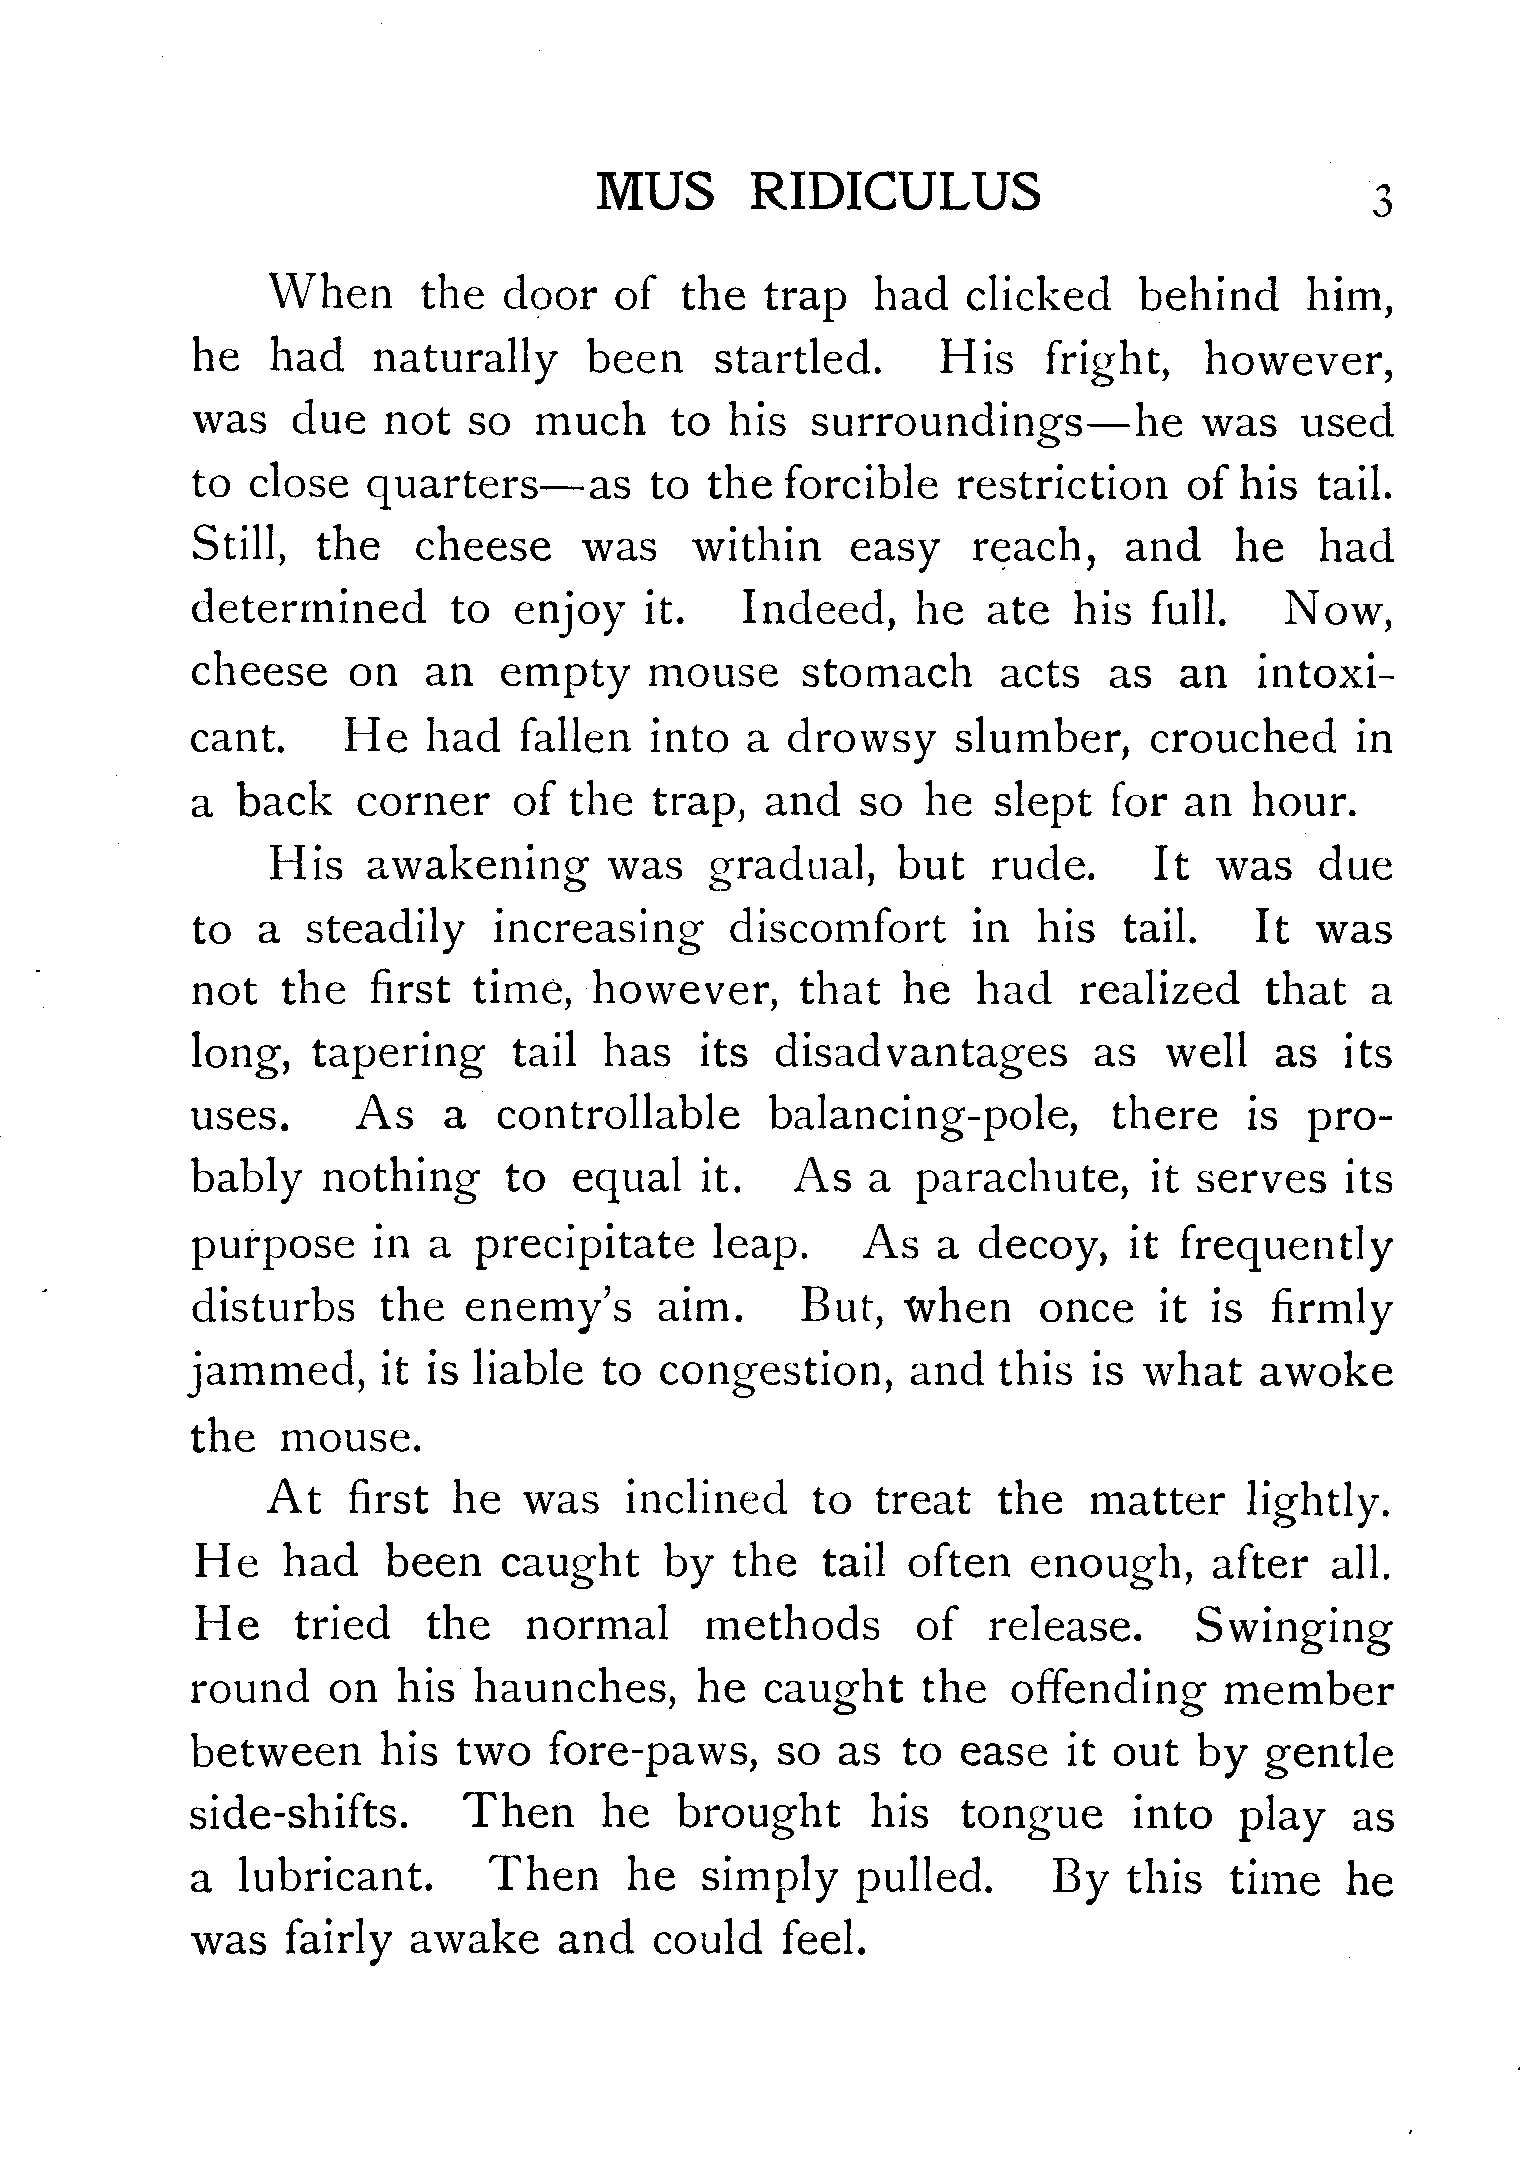 MUS RIDICULUS 3
When the door of the trap had clicked behind him,
he had naturally been startled. His fright, however,
was due not so much to his surroundings—he was used
to close quarters—as to the forcible restriction of his tail.
Still, the cheese was within easy reach, and he had
determined to enjoy it. Indeed, he ate his full. Now,
cheese on an empty mouse stomach acts as an intoxi-
cant. He had fallen into a drowsy slumber, crouched in
a back corner of the trap, and so he slept for an hour.
His awakening was gradual, but rude. It was due
to a steadily increasing discomfort in his tail. It was
not the first time, however, that he had realized that a
long, tapering tail has its disadvantages as well as its
uses. As a controllable balancing-pole, there is pro-
bably nothing to equal it. As a parachute, it serves its
purpose in a precipitate leap. As a decoy, it frequently
disturbs the enemy's aim. But, when once it is firmly
jammed, it is liable to congestion, and this is what awoke
the mouse.
At first he was inclined to treat the matter lightly.
He had been caught by the tail often enough, after all.
He tried the normal methods of release. Swinging
round on his haunches, he caught the offending member
between his two fore-paws, so as to ease it out by gentle
side-shifts. Then he brought his tongue into play as
a lubricant. Then he simply pulled. By this time he
was fairly awake and could feel.